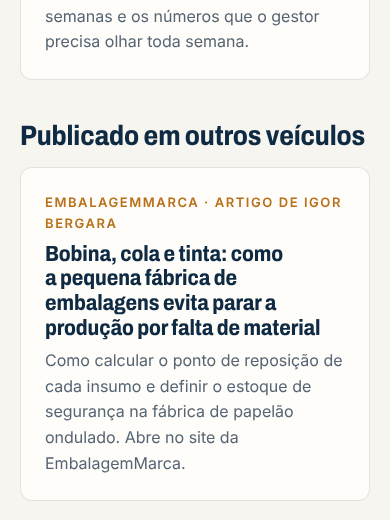 semanas e os números que o gestor
precisa olhar toda semana.
Publicado em outros veículos
EMBALAGEMMARCA · ARTIGO DE IGOR
BERGARA
Bobina, cola e tinta: como
a pequena fábrica de
embalagens evita parar a
produção por falta de material
Como calcular o ponto de reposição de
cada insumo e definir o estoque de
segurança na fábrica de papelão
ondulado. Abre no site da
EmbalagemMarca.